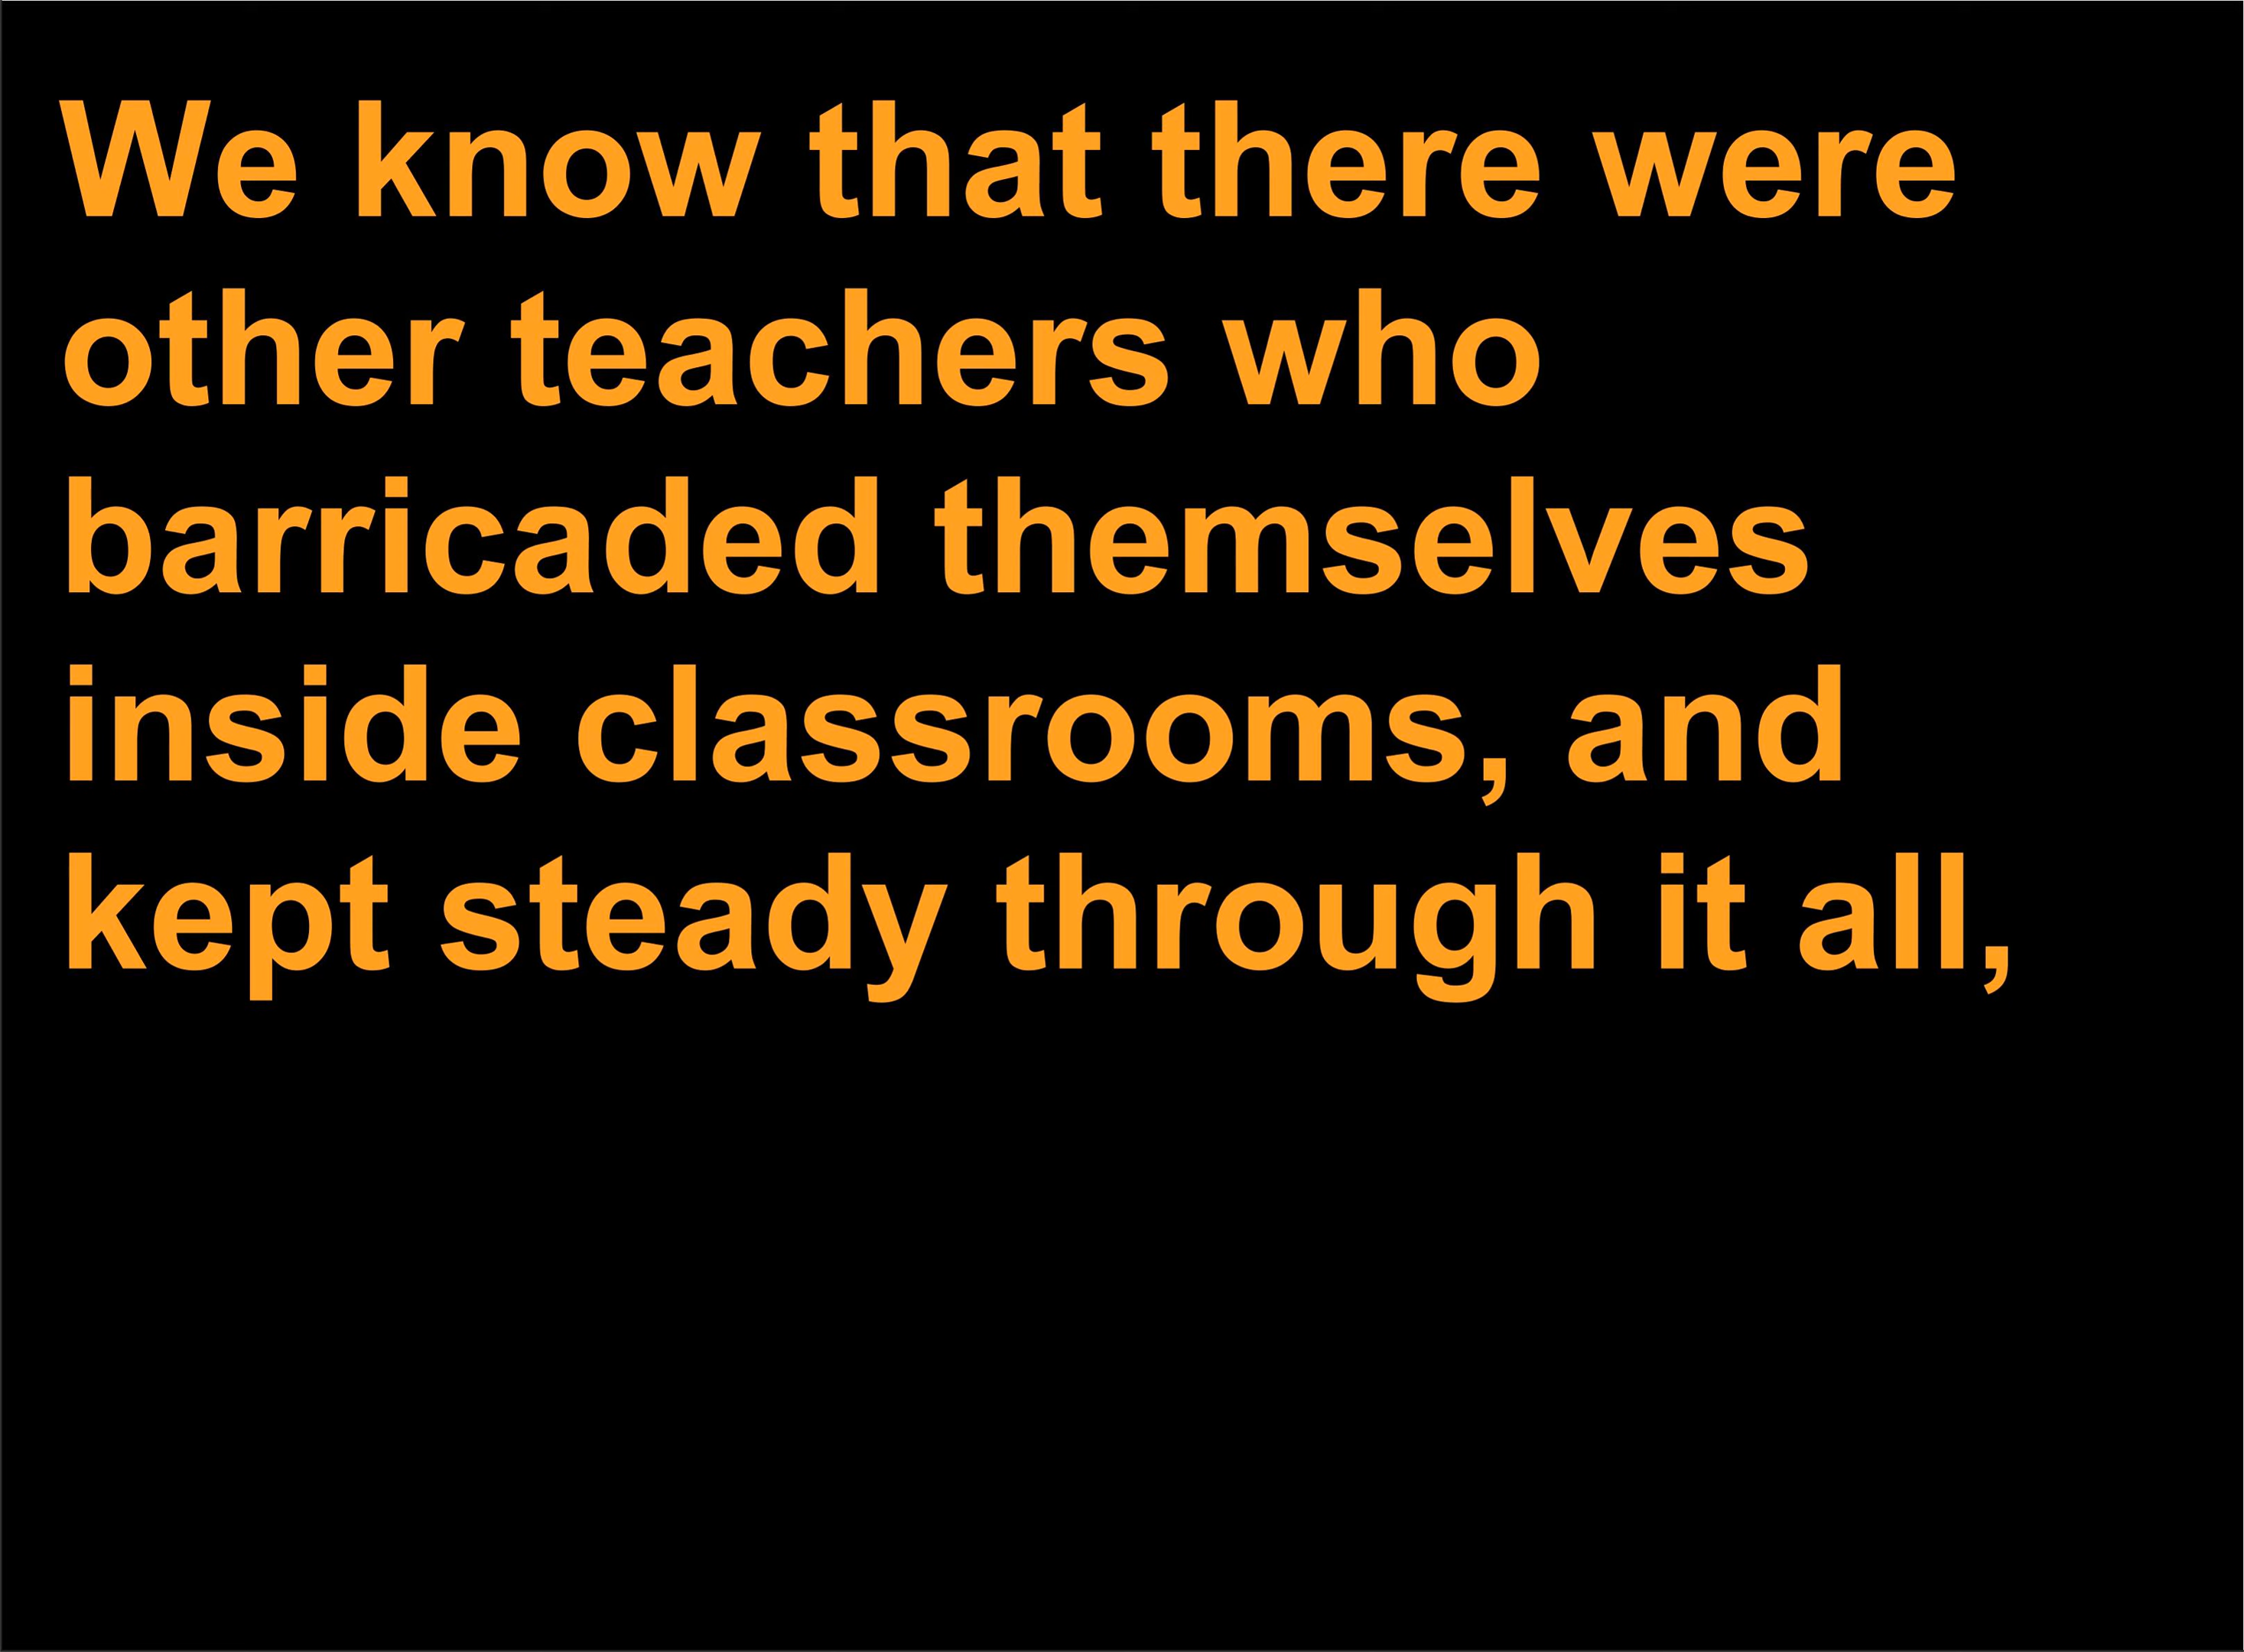 We know that there were
other teachers who
barricaded themselves
inside classrooms, and
kept steady through it all,